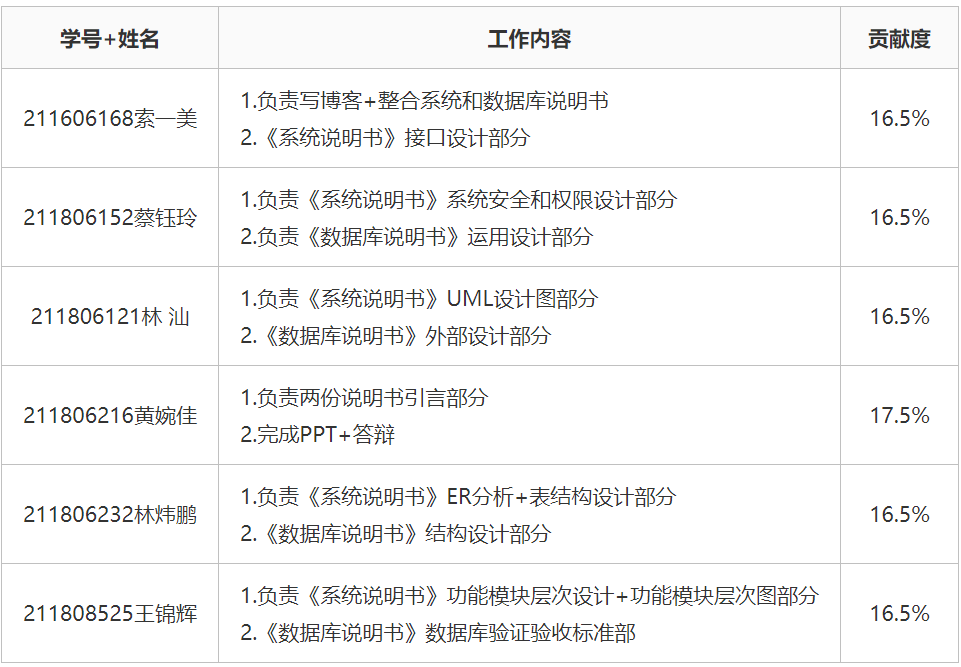 学号+姓名 工作内容 贡献度
211606168索一美 1.负责写博客+整合系统和数据库说明书 16.5%
2.《系统说明书》接口设计部分
211806152蔡钰玲 1.负责《系统说明书》系统安全和权限设计部分 16.5%
2.负责《数据库说明书》运用设计部分
211806121林 汕 1.负责《系统说明书》UML设计图部分 16.5%
2.《数据库说明书》外部设计部分
211806216黄婉佳 1.负责两份说明书引言部分 17.5%
2.完成PPT+答辩
211806232林炜鹏 1.负责《系统说明书》ER分析+表结构设计部分 16.5%
2.《数据库说明书》结构设计部分
211808525王锦辉 1.负责《系统说明书》功能模块层次设计+功能模块层次图部分 16.5%
2.《数据库说明书》数据库验证验收标准部